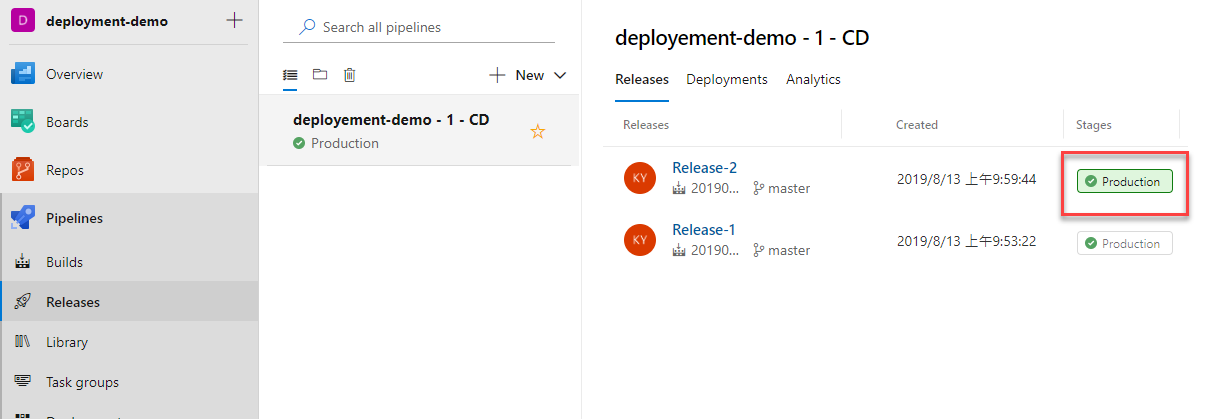 D deployment-demo
Overview
Boards
Repos
Pipelines
Builds
Releases
Library
Task groups
Search all pipelines
New
deployement-demo - 1 - CD
Production
deployement-demo - 1 - CD
Releases Deployments Analytics
Releases Created Stages
KY Release-2
20190... master
2019/8/13 上午9:59:44
Production
KY Release-1
20190... master
2019/8/13 上午9:53:22
Production